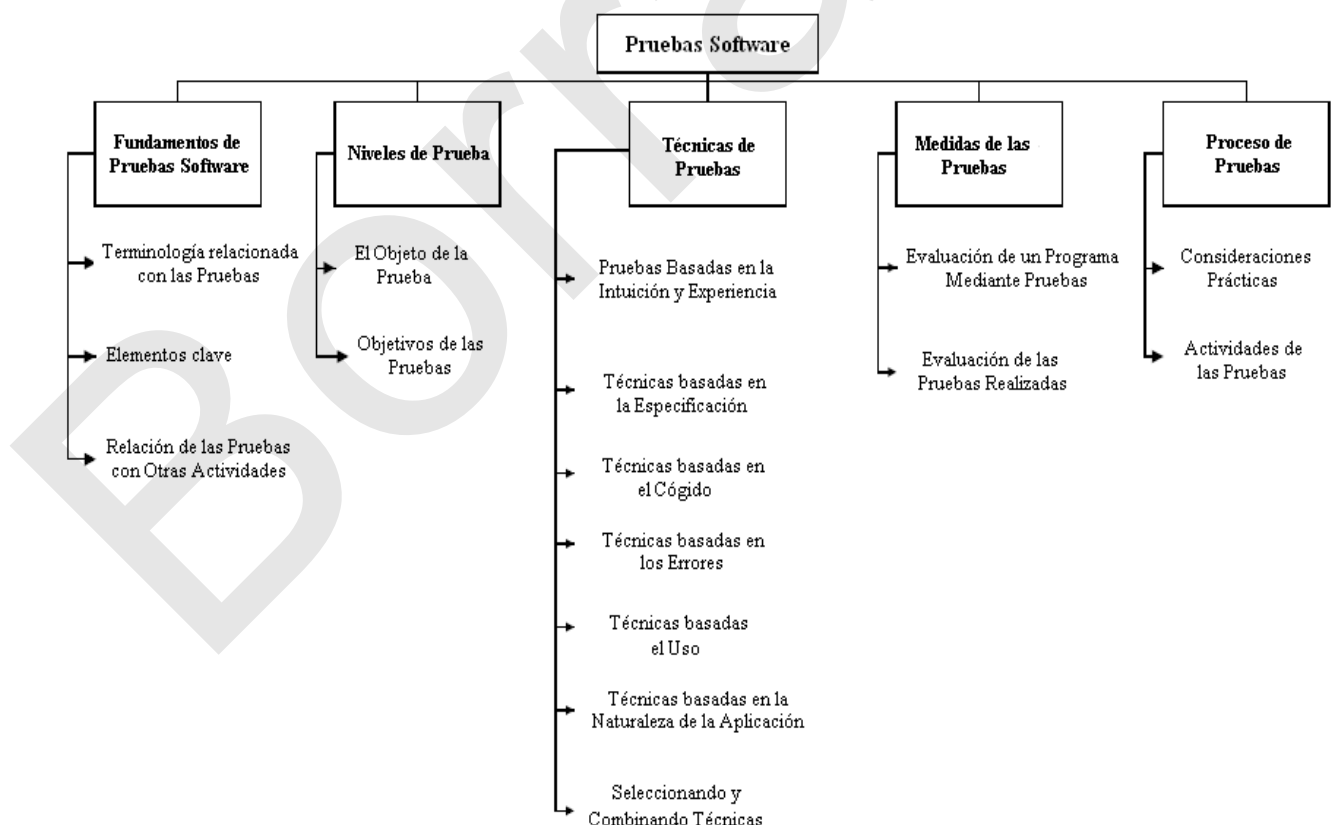 Pruebas Software
Fundamentos de
Pruebas Software
Terminología relacionada
con las Pruebas
Elementos clave
Relación de las Pruebas
con Otras Actividades
Niveles de Prueba
El Objeto de la
Prueba
Objetivos de las
Pruebas
Técnicas de
Pruebas
Pruebas Basadas en la
Intuición y Experiencia
Técnicas basadas en
la Especificación
Técnicas basadas en
el Cógido
Técnicas basadas en
los Errores
Técnicas basadas
el Uso
Técnicas basadas en la
Naturaleza de la Aplicación
Seleccionando y
Combinando Técnicas
Medidas de las
Pruebas
Evaluación de un Programa
Mediante Pruebas
Evaluación de las
Pruebas Realizadas
Proceso de
Pruebas
Consideraciones
Prácticas
Actividades de
las Pruebas